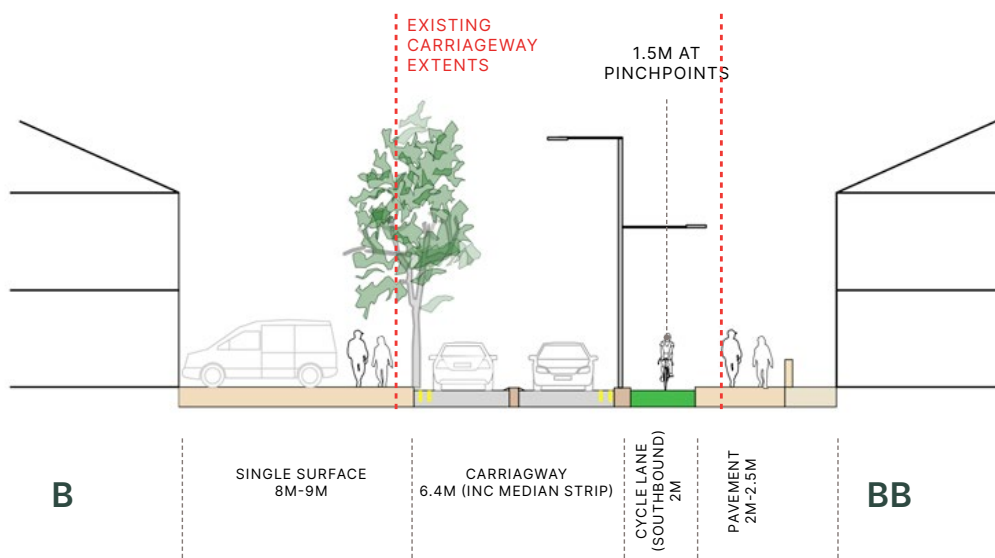 EXISTING
CARRIAGEWAY
EXTENTS
1.5M AT
PINCHPOINTS
B
SINGLE SURFACE
8M-9M
CARRIAGWAY
6.4M (INC MEDIAN STRIP)
CYCLE LANE
(SOUTHBOUND)
2M
PAVEMENT
2M-2.5M
BB